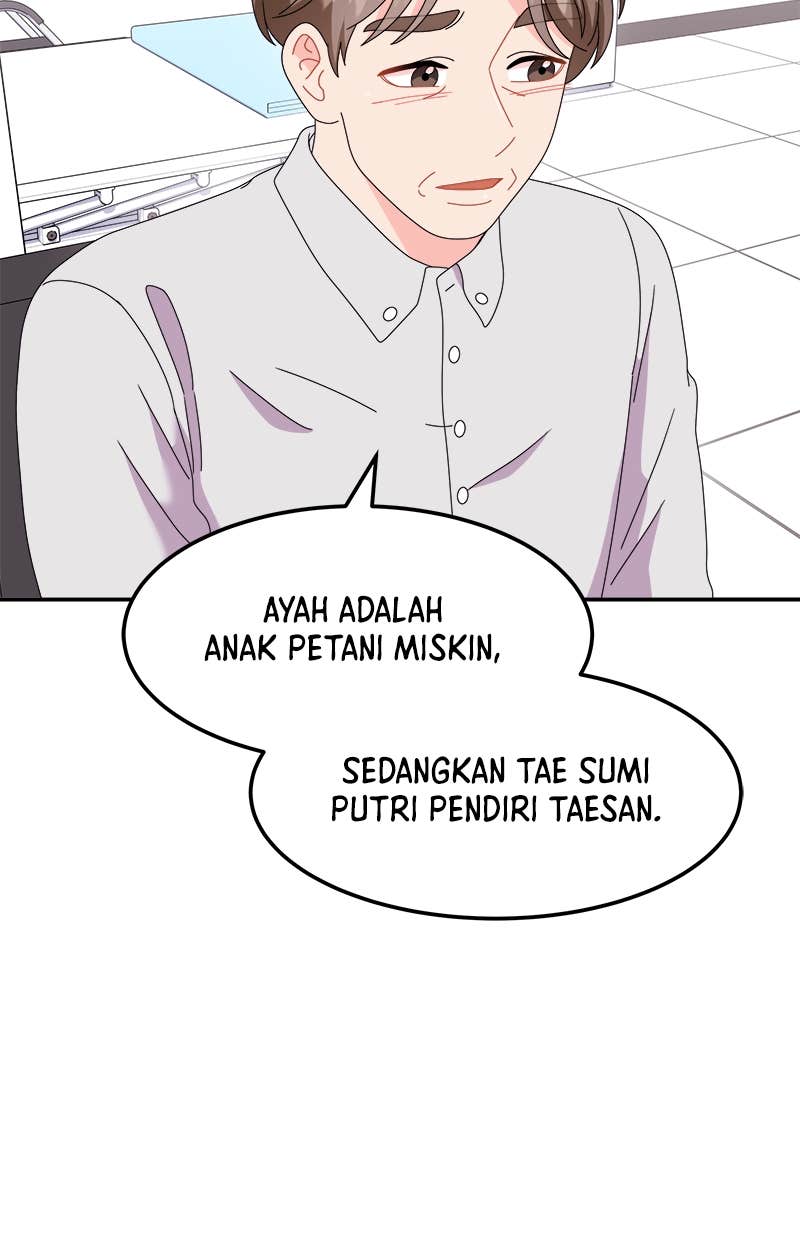 AYAH ADALAH
ANAK PETANI MISKIN,
SEDANGKAN TAE SUMI
PUTRI PENDIRI TAESAN.